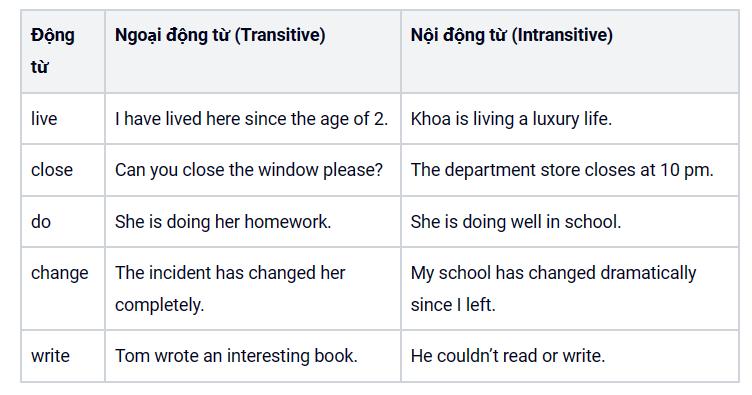 Động từ
Ngoại động từ (Transitive)
Nội động từ (Intransitive)
live
I have lived here since the age of 2.
Khoa is living a luxury life.
close
Can you close the window please?
The department store closes at 10 pm.
do
She is doing her homework.
She is doing well in school.
change
The incident has changed her
completely.
My school has changed dramatically
since I left.
write
Tom wrote an interesting book.
He couldn’t read or write.